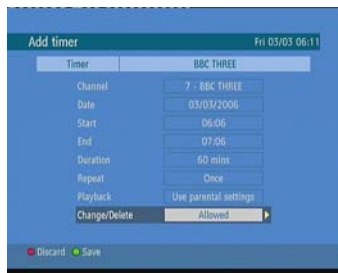 Add timer Fri 03/03 06:11
Timer BBC THREE
Channel 7 - BBC THREE
Date 03/03/2006
Start 06:06
End 07:06
Duration 60 mins
Repeat Once
Playback Use parental settings
Change/Delete Allowed
Discard Save